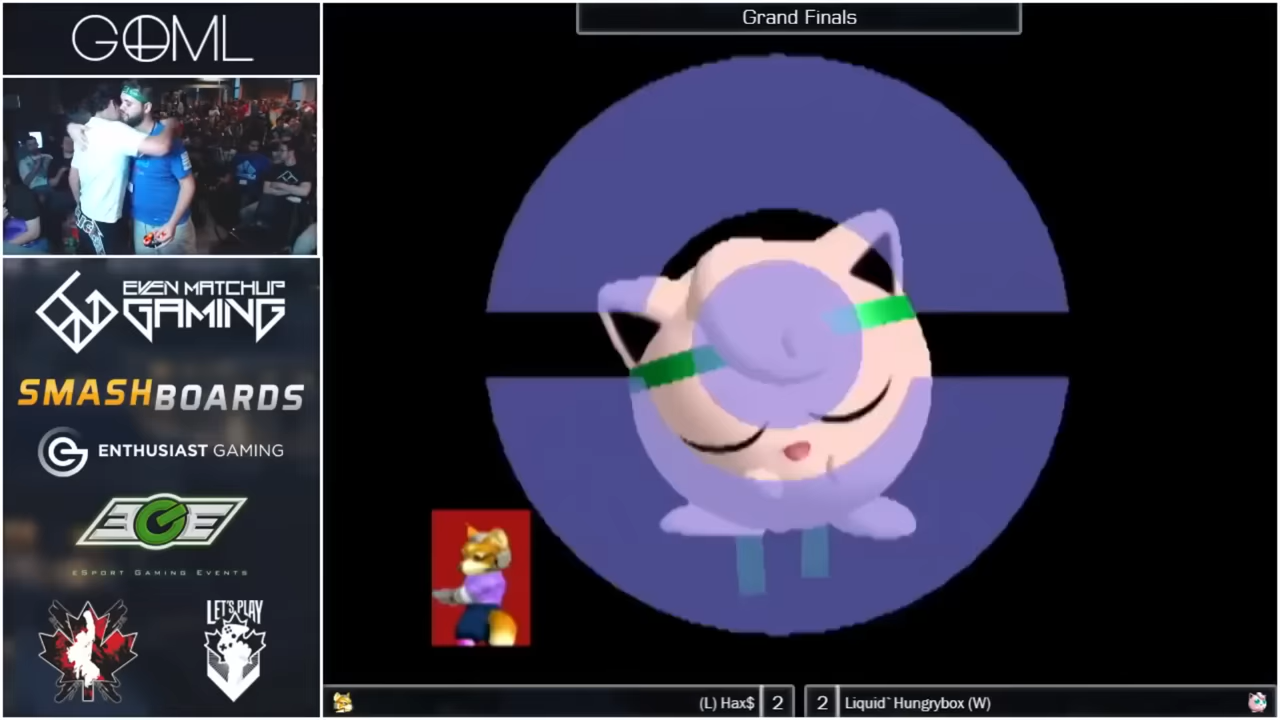 GOML
Grand Finals
EVEN MATCHUP
GAMING
SMASHBOARDS
ENTHUSIAST GAMING
EGE
eSPORT GAMING EVENTS
LET'S PLAY
(L) Hax$ 2
2 Liquid` Hungrybox (W)